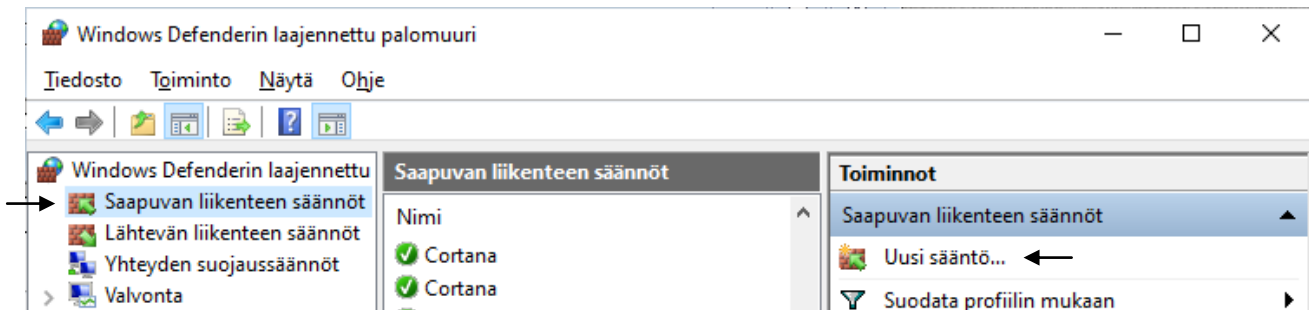 Windows Defenderin laajennettu palomuuri
Tiedosto Toiminto Näytä Ohje
Windows Defenderin laajennettu
Saapuvan liikenteen säännöt
Lähtevän liikenteen säännöt
Yhteyden suojaussäännöt
Valvonta
Saapuvan liikenteen säännöt
Nimi
Cortana
Cortana
Toiminnot
Saapuvan liikenteen säännöt
Uusi sääntö...
Suodata profiilin mukaan